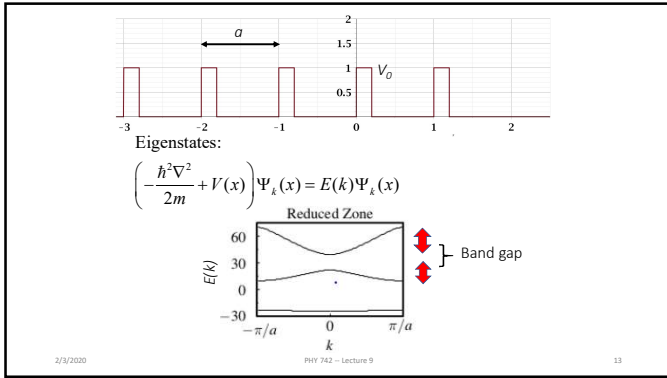 2
a
1.5
1 V₀
0.5
-3 -2 -1 0 1 2
Eigenstates:
(-ℏ²∇²/2m + V(x))Ψₖ(x) = E(k)Ψₖ(x)
Reduced Zone
60
Band gap
30
E(k)
0
-30
-π/a 0 π/a
k
2/3/2020 PHY 742 -- Lecture 9 13